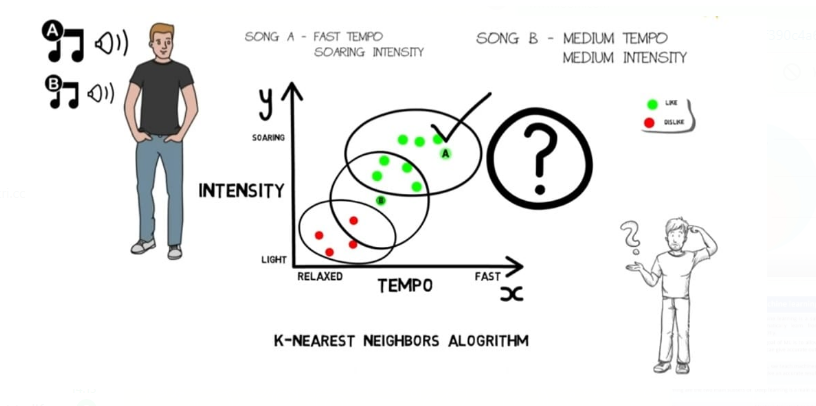 A
B
SONG A - FAST TEMPO
SOARING INTENSITY
SONG B - MEDIUM TEMPO
MEDIUM INTENSITY
LIKE
DISLIKE
y
SOARING
INTENSITY
LIGHT
A
B
?
?
RELAXED
TEMPO
FAST
x
K-NEAREST NEIGHBORS ALOGRITHM